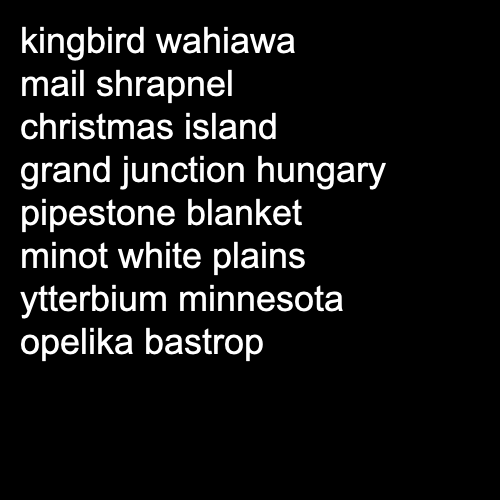 kingbird wahiawa
mail shrapnel
christmas island
grand junction hungary
pipestone blanket
minot white plains
ytterbium minnesota
opelika bastrop